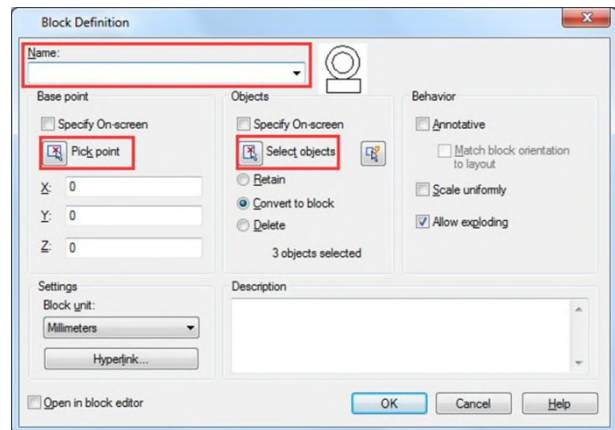 Block Definition
Name:
Base point
Specify On-screen
Pick point
X: 0
Y: 0
Z: 0
Objects
Specify On-screen
Select objects
Retain
Convert to block
Delete
3 objects selected
Behavior
Annotative
Match block orientation
to layout
Scale uniformly
Allow exploding
Settings
Block unit:
Millimeters
Hyperlink...
Description
Open in block editor
OK
Cancel
Help